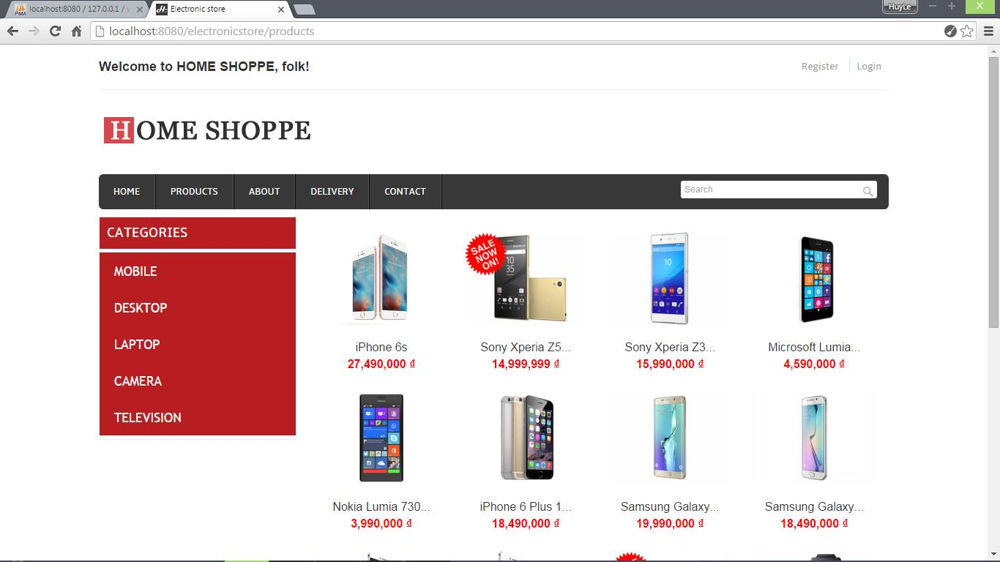 localhost:8080 / 127.0.0.1 / v
Electronic store
HuyLe
localhost:8080/electronicstore/products
Welcome to HOME SHOPPE, folk!
Register
Login
HOME SHOPPE
HOME
PRODUCTS
ABOUT
DELIVERY
CONTACT
Search
CATEGORIES
MOBILE
DESKTOP
LAPTOP
CAMERA
TELEVISION
SALE
NOW
ON!
iPhone 6s
27,490,000 ₫
Sony Xperia Z5...
14,999,999 ₫
Sony Xperia Z3...
15,990,000 ₫
Microsoft Lumia...
4,590,000 ₫
Nokia Lumia 730...
3,990,000 ₫
iPhone 6 Plus 1...
18,490,000 ₫
Samsung Galaxy...
19,990,000 ₫
Samsung Galaxy...
18,490,000 ₫